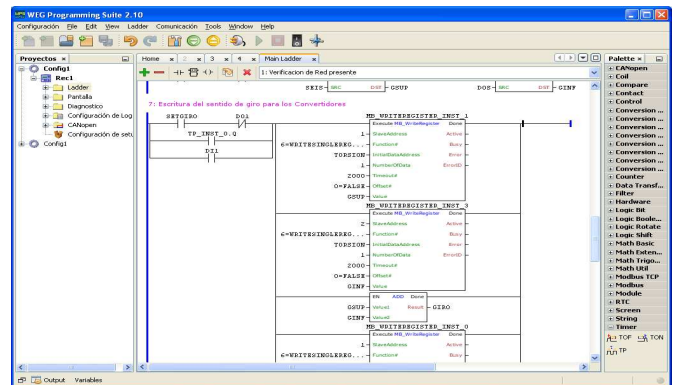 WEG Programming Suite 2.10
Configuración File Edit View Ladder Comunicación Tools Window Help
Proyectos
Config1
Rec1
Ladder
Pantalla
Diagnostico
Configuración de Log
CANopen
Configuración de setu
Config1
Home 2 3 4 Main Ladder
1: Verificacion de Red presente
SEIS SRC DST GSUP DOS SRC DST GINF
7: Escritura del sentido de giro para los Convertidores
SETGIRO DO1
TP_INST_0.Q
DI1
MB_WRITEREGISTER_INST_1
Execute MB_WriteRegister Done
1 SlaveAddress Active
6=WRITESINGLEREG... Function# Busy
TORSION InitialDataAddress Error
1 NumberOfData ErrorID
2000 Timeout#
0=FALSE Offset#
GSUP Value
MB_WRITEREGISTER_INST_3
Execute MB_WriteRegister Done
2 SlaveAddress Active
6=WRITESINGLEREG... Function# Busy
TORSION InitialDataAddress Error
1 NumberOfData ErrorID
2000 Timeout#
0=FALSE Offset#
GINF Value
EN ADD Done
GSUP Value1 Result GIRO
GINF Value2
MB_WRITEREGISTER_INST_0
Execute MB_WriteRegister Done
1 SlaveAddress Active
6=WRITESINGLEREG... Function# Busy
Palette
CANopen
Coil
Compare
Contact
Control
Conversion ...
Conversion ...
Conversion ...
Conversion ...
Conversion ...
Counter
Data Transf...
Filter
Hardware
Logic Bit
Logic Boole...
Logic Rotate
Logic Shift
Math Basic
Math Exten...
Math Trigo...
Math Util
Modbus TCP
Modbus
Module
RTC
Screen
String
Timer
TOF TON
TP
Output Variables